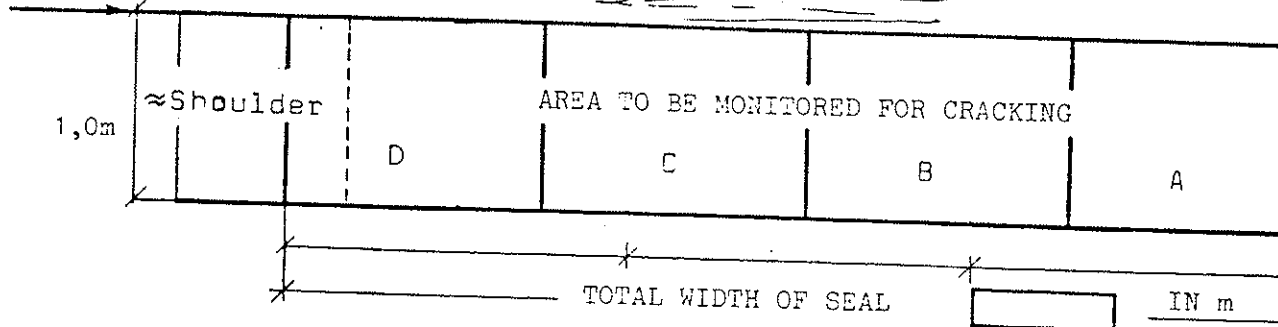 ≈Shoulder
AREA TO BE MONITORED FOR CRACKING
1,0m
D
C
B
A
TOTAL WIDTH OF SEAL
IN m